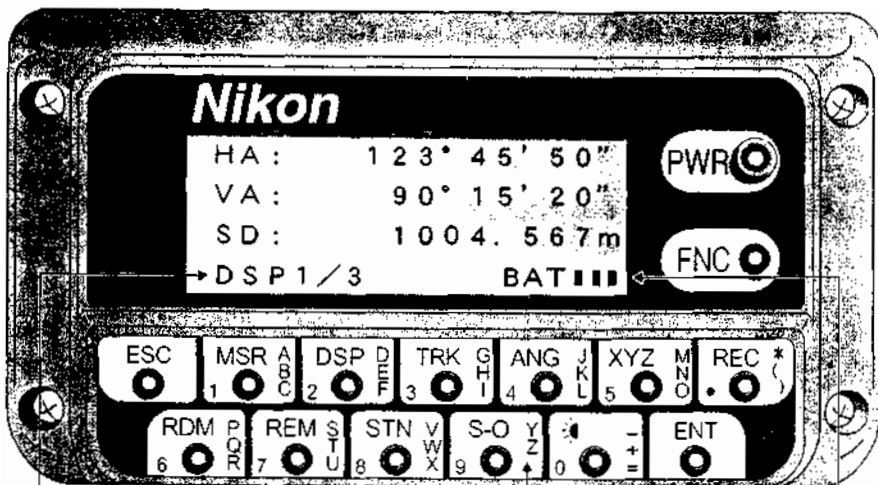 Nikon
HA: 123° 45' 50"
VA: 90° 15' 20"
SD: 1004.567m
DSP1/3 BAT
PWR
FNC
ESC
MSR 1 ABC
DSP 2 DEF
TRK 3 GHI
ANG 4 JKL
XYZ 5 MNO
REC . *()
RDM 6 PQR
REM 7 STU
STN 8 VWX
S-O 9 YZ
0 -+=
ENT